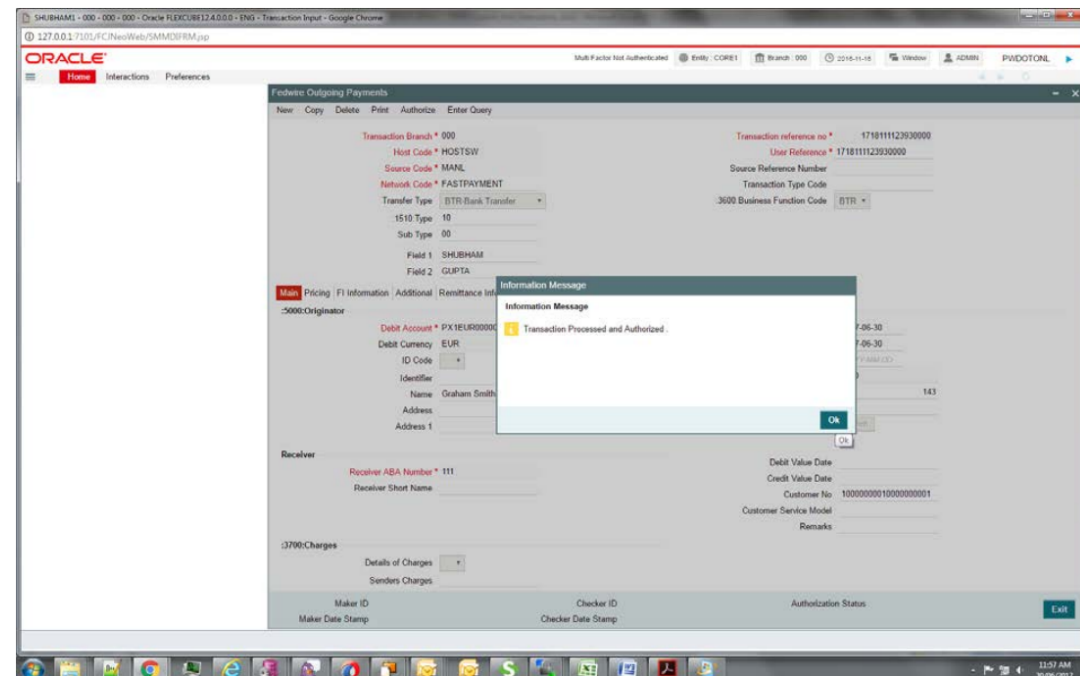 SHUBHAM1 - 000 - 000 - 000 - Oracle FLEXCUBE12.4.0.0.0 - ENG - Transaction Input - Google Chrome
127.0.0.1:7101/FCJNeoWeb/SMMDIFRM.jsp
ORACLE
Multi Factor Not Authenticated Entity : CORE1 Branch : 000 2016-11-16 Window ADMIN PWDOTONL
Home Interactions Preferences
Fedwire Outgoing Payments
New Copy Delete Print Authorize Enter Query
Transaction Branch * 000 Transaction reference no * 1718111123930000
Host Code * HOSTSW User Reference * 1718111123930000
Source Code * MANL Source Reference Number
Network Code * FASTPAYMENT Transaction Type Code
Transfer Type BTR-Bank Transfer :3600:Business Function Code BTR
1510 Type 10
Sub Type 00
Field 1 SHUBHAM
Field 2 GUPTA
Main Pricing FI Information Additional Remittance
Information Message
:5000:Originator
Information Message
Debit Account * PX1EUR0000
Transaction Processed and Authorized .
7-06-30
Debit Currency EUR 7-06-30
ID Code
Identifier
Name Graham Smith 143
Address
Address 1
Ok
Ok
Receiver
Debit Value Date
Receiver ABA Number * 111
Credit Value Date
Receiver Short Name
Customer No 10000000010000000001
Customer Service Model
Remarks
:3700:Charges
Details of Charges
Senders Charges
Maker ID Checker ID Authorization Status
Maker Date Stamp Checker Date Stamp
Exit
11:57 AM